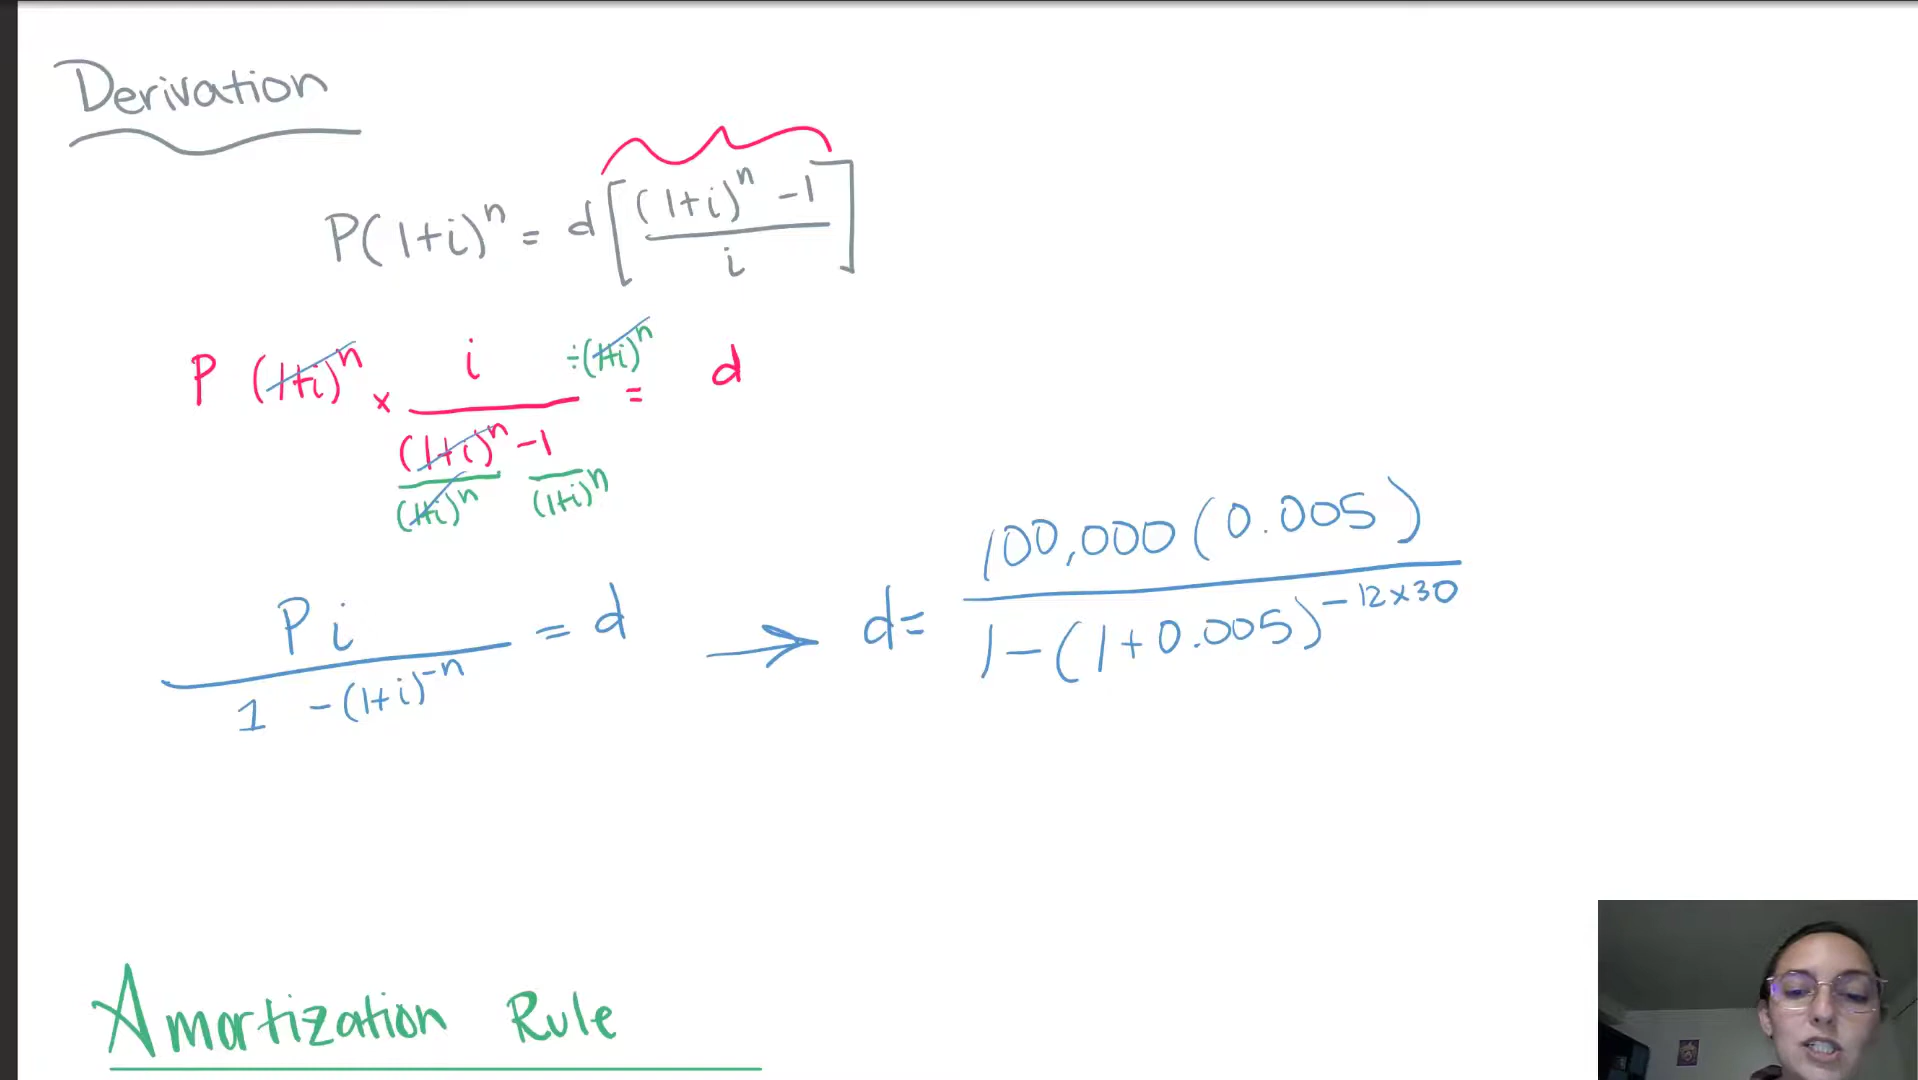 Derivation
P(1+i)^n = d[((1+i)^n -1)/i]
P (1+i)^n × i ÷(1+i)^n = d
(1+i)^n -1
(1+i)^n (1+i)^n
Pi = d → d = 100,000(0.005)
1 -(1+i)^-n 1-(1+0.005)^-12×30
Amortization Rule